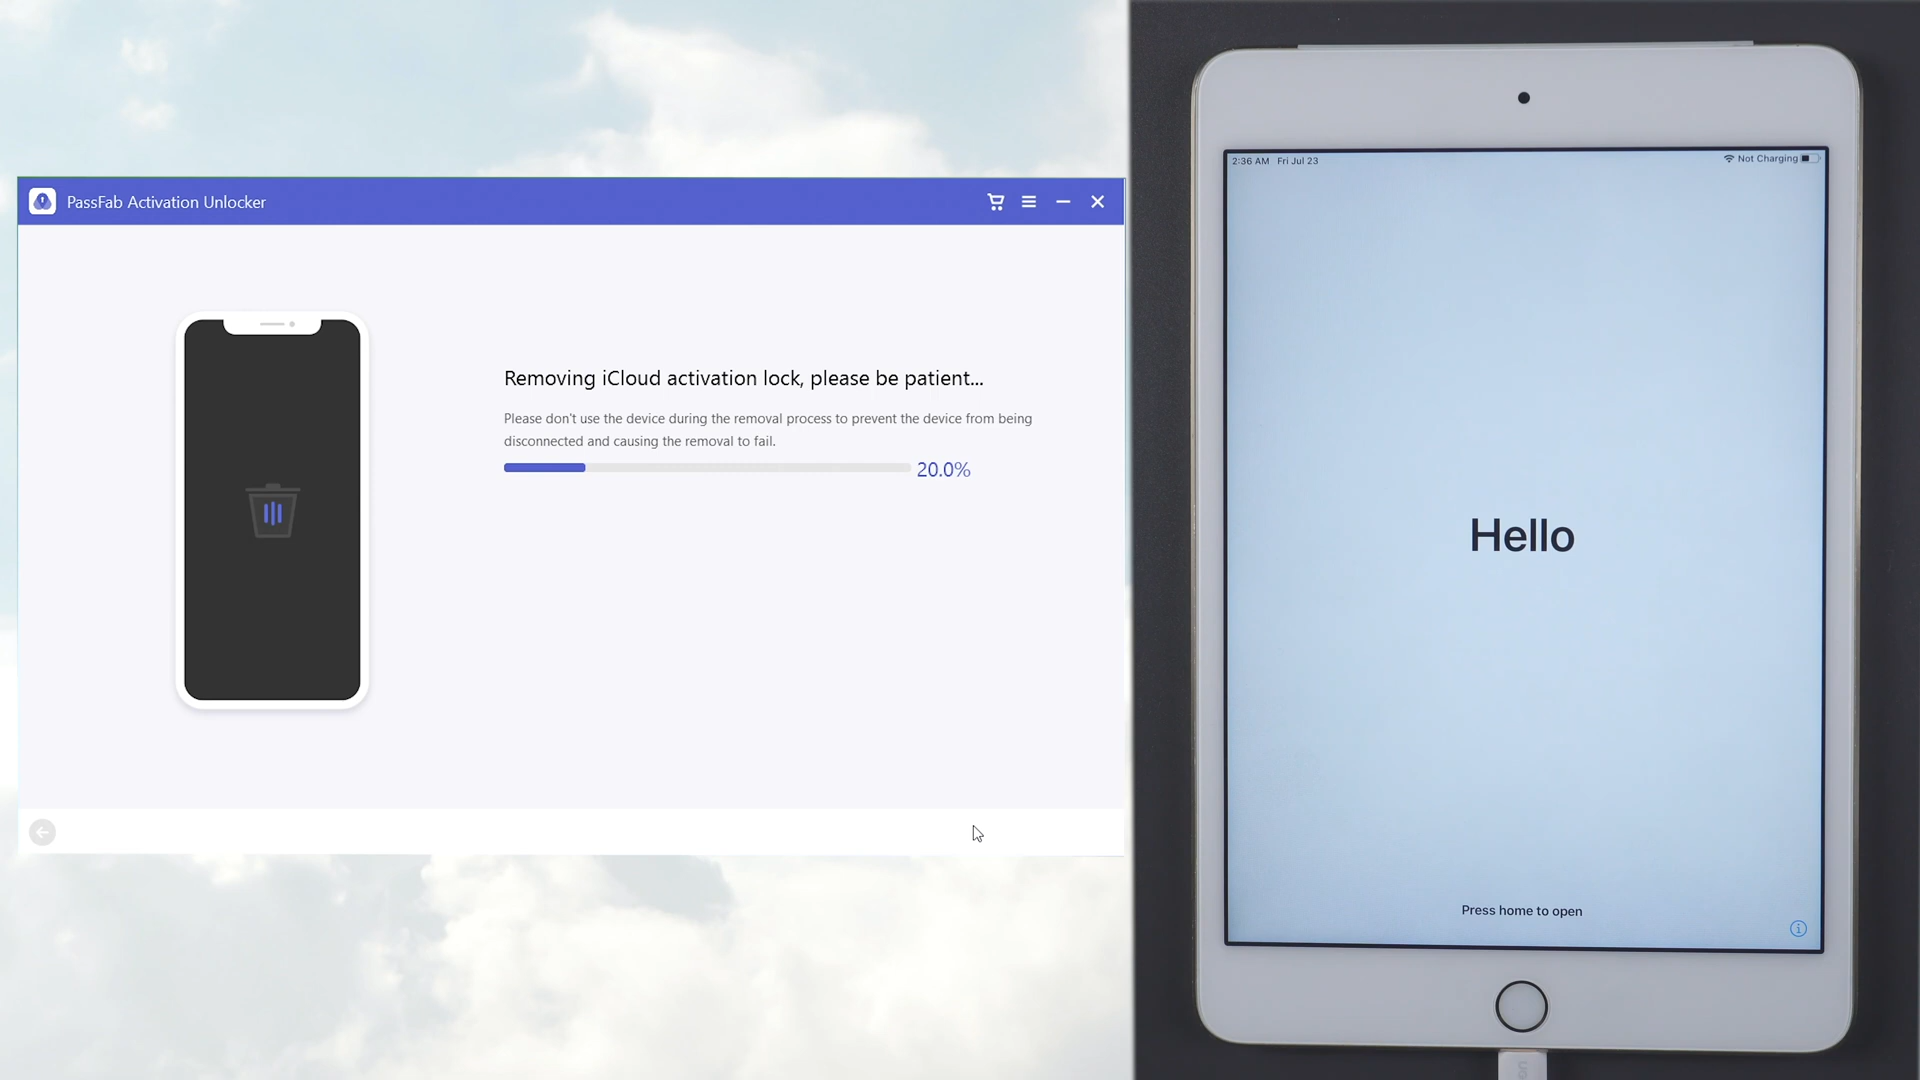 PassFab Activation Unlocker
Removing iCloud activation lock, please be patient...
Please don't use the device during the removal process to prevent the device from being
disconnected and causing the removal to fail.
20.0%
2:36 AM Fri Jul 23
Not Charging
Hello
Press home to open